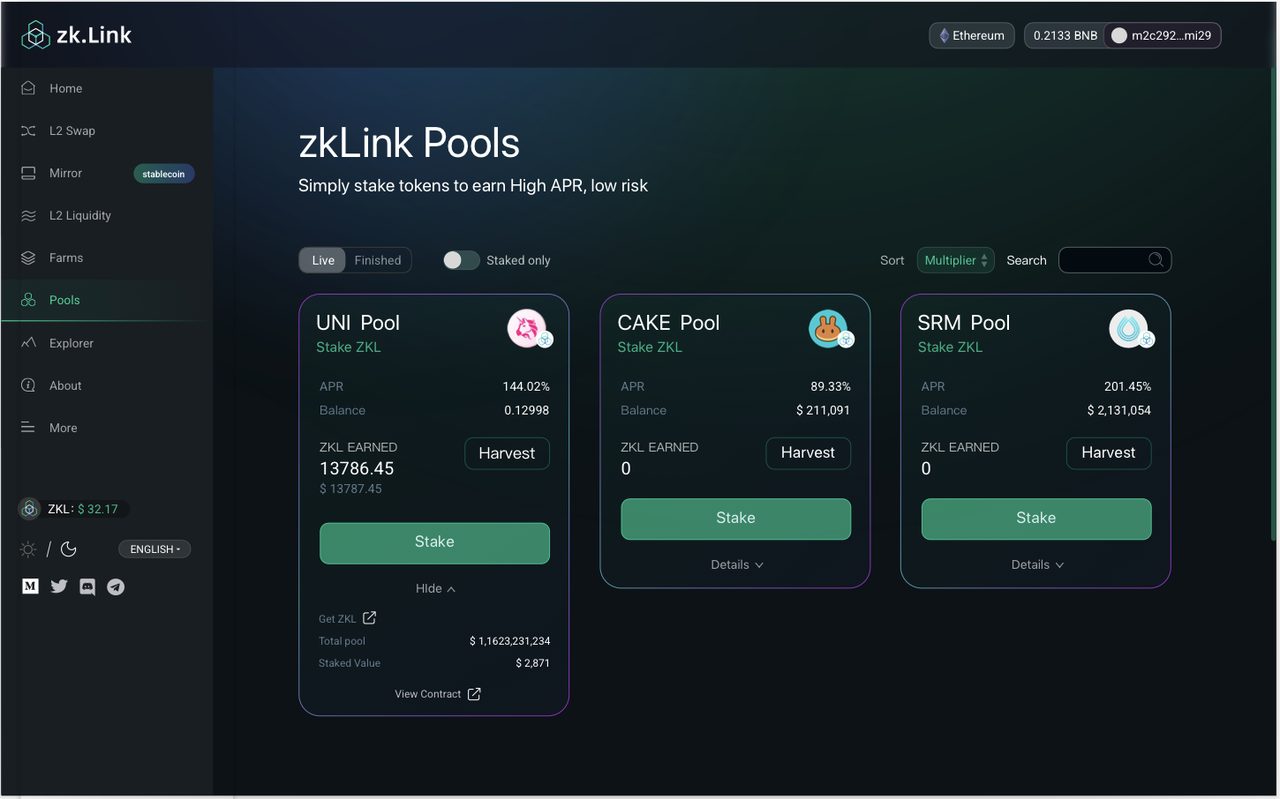 zk.Link
Ethereum
0.2133 BNB
m2c292...mi29
Home
L2 Swap
Mirror
stablecoin
L2 Liquidity
Farms
Pools
Explorer
About
More
ZKL: $ 32.17
/
ENGLISH
M
zkLink Pools
Simply stake tokens to earn High APR, low risk
Live
Finished
Staked only
Sort
Multiplier
Search
UNI Pool
Stake ZKL
APR 144.02%
Balance 0.12998
ZKL EARNED
13786.45
$ 13787.45
Harvest
Stake
HIde
Get ZKL
Total pool $ 1,1623,231,234
Staked Value $ 2,871
View Contract
CAKE Pool
Stake ZKL
APR 89.33%
Balance $ 211,091
ZKL EARNED
0
Harvest
Stake
Details
SRM Pool
Stake ZKL
APR 201.45%
Balance $ 2,131,054
ZKL EARNED
0
Harvest
Stake
Details